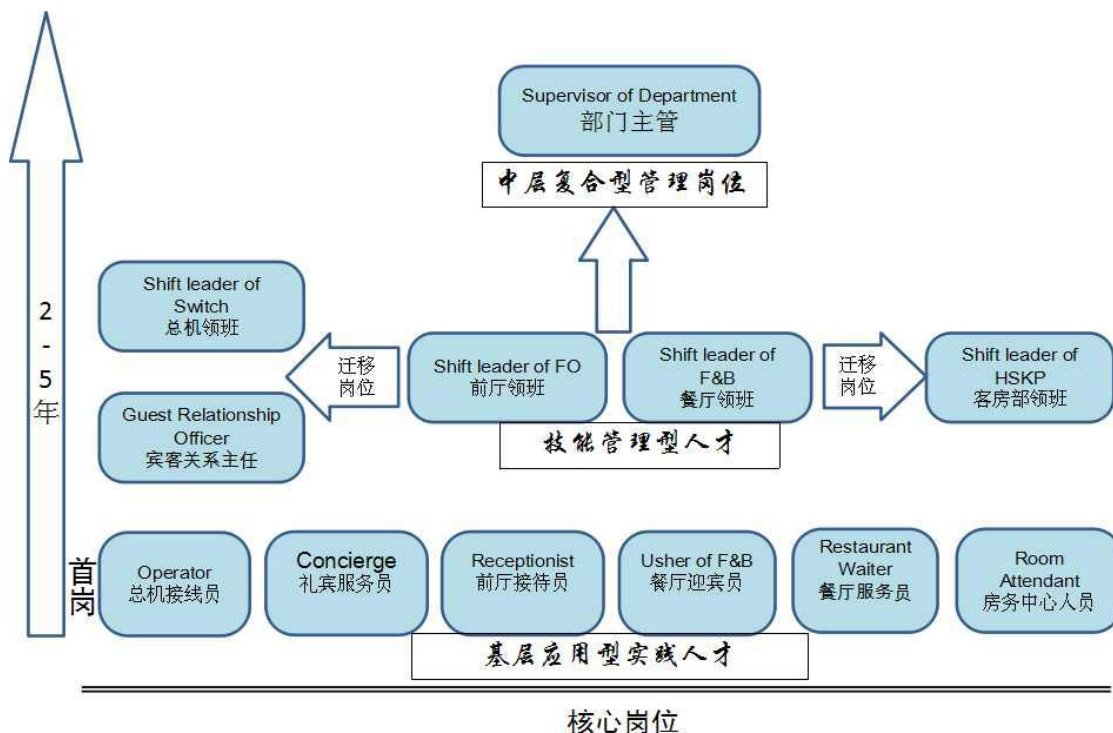 Supervisor of Department
部门主管
中层复合型管理岗位
2
-
5
年
Shift leader of
Switch
总机领班
Guest Relationship
Officer
宾客关系主任
迁移
岗位
Shift leader of FO
前厅领班
Shift leader of
F&B
餐厅领班
迁移
岗位
Shift leader of
HSKP
客房部领班
技能管理型人才
首
岗
Operator
总机接线员
Concierge
礼宾服务员
Receptionist
前厅接待员
Usher of F&B
餐厅迎宾员
Restaurant
Waiter
餐厅服务员
Room
Attendant
房务中心人员
基层应用型实践人才
核心岗位